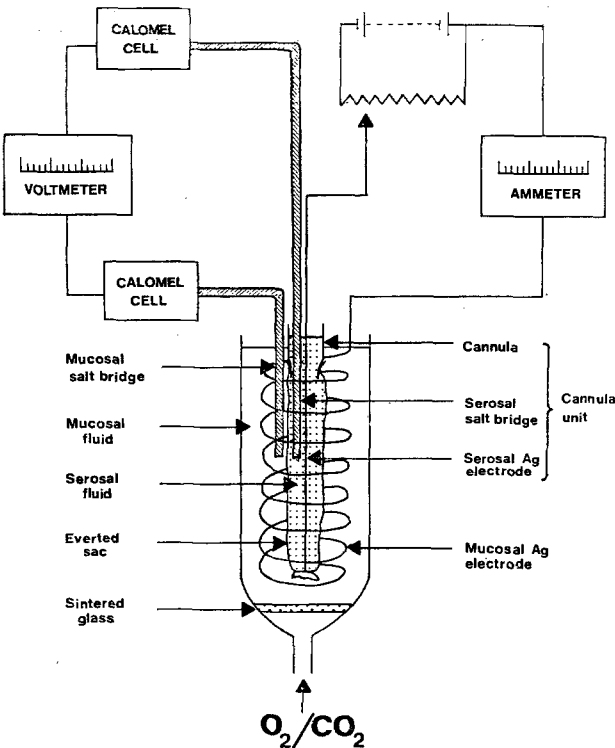 CALOMEL
CELL
VOLTMETER
AMMETER
CALOMEL
CELL
Mucosal
salt bridge
Mucosal
fluid
Serosal
fluid
Everted
sac
Sintered
glass
Cannula
Serosal
salt bridge
Serosal Ag
electrode
Cannula
unit
Mucosal Ag
electrode
O2/CO2